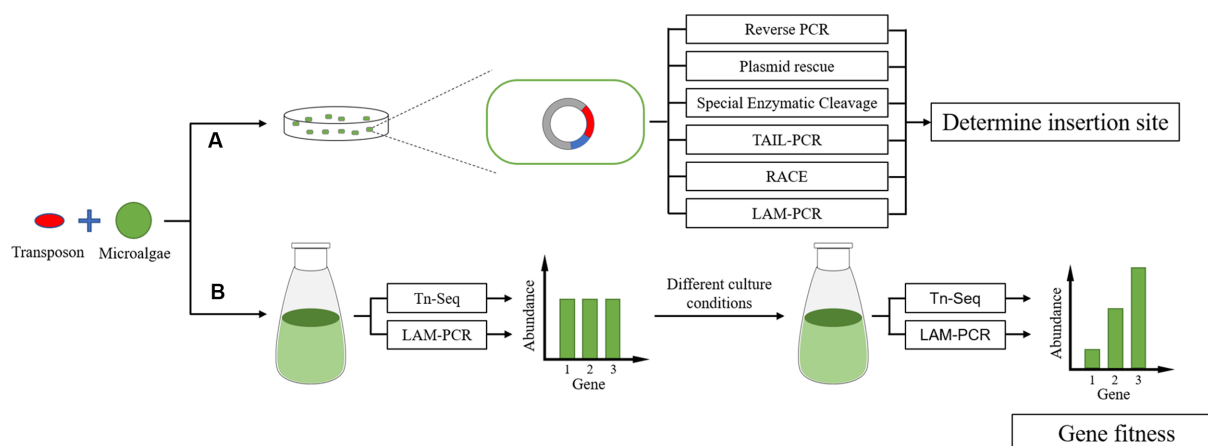 Reverse PCR
Plasmid rescue
Special Enzymatic Cleavage
TAIL-PCR
RACE
LAM-PCR
Determine insertion site
A
Transposon
Microalgae
B
Tn-Seq
LAM-PCR
Abundance
1 2 3
Gene
Different culture
conditions
Tn-Seq
LAM-PCR
Abundance
1 2 3
Gene
Gene fitness